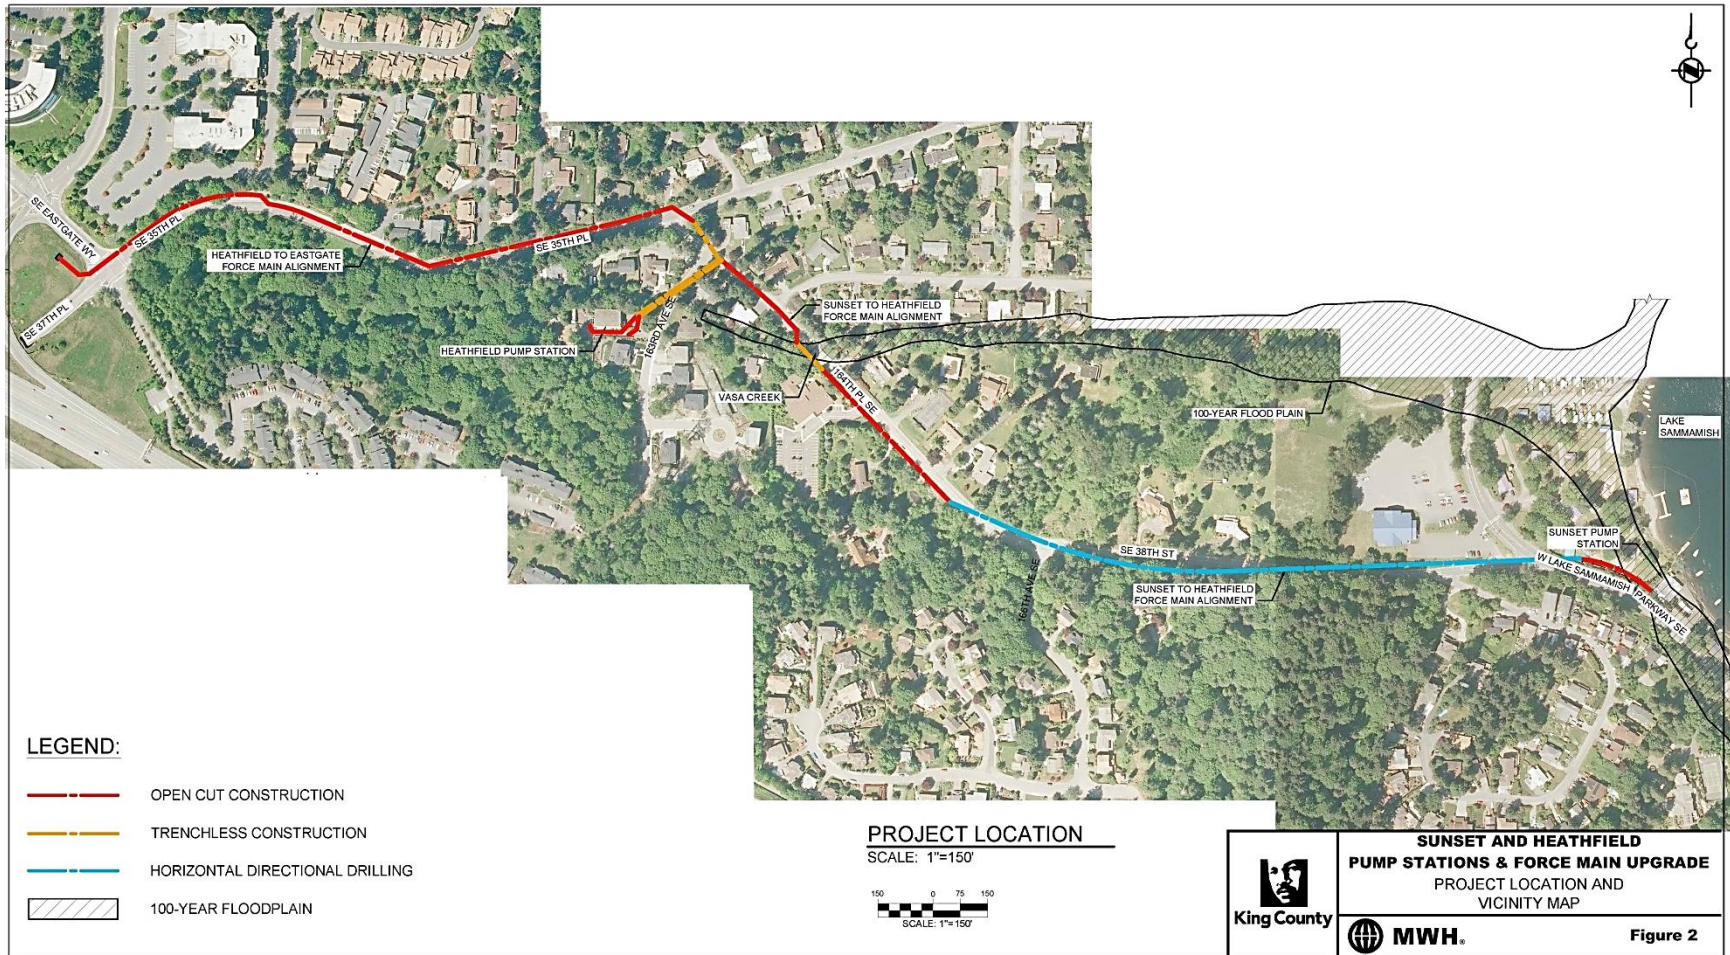 SE EASTGATE WY
SE 35TH PL
SE 37TH PL
HEATHFIELD TO EASTGATE
FORCE MAIN ALIGNMENT
SE 35TH PL
HEATHFIELD PUMP STATION
163RD AVE SE
SUNSET TO HEATHFIELD
FORCE MAIN ALIGNMENT
VASA CREEK
164TH PL SE
100-YEAR FLOOD PLAIN
LAKE
SAMMAMISH
SE 38TH ST
166TH AVE SE
SUNSET TO HEATHFIELD
FORCE MAIN ALIGNMENT
SUNSET PUMP
STATION
W LAKE SAMMAMISH PARKWAY SE
LEGEND:
OPEN CUT CONSTRUCTION
TRENCHLESS CONSTRUCTION
HORIZONTAL DIRECTIONAL DRILLING
100-YEAR FLOODPLAIN
PROJECT LOCATION
SCALE: 1"=150'
150 0 75 150
SCALE: 1"=150'
King County
SUNSET AND HEATHFIELD
PUMP STATIONS & FORCE MAIN UPGRADE
PROJECT LOCATION AND
VICINITY MAP
MWH®
Figure 2